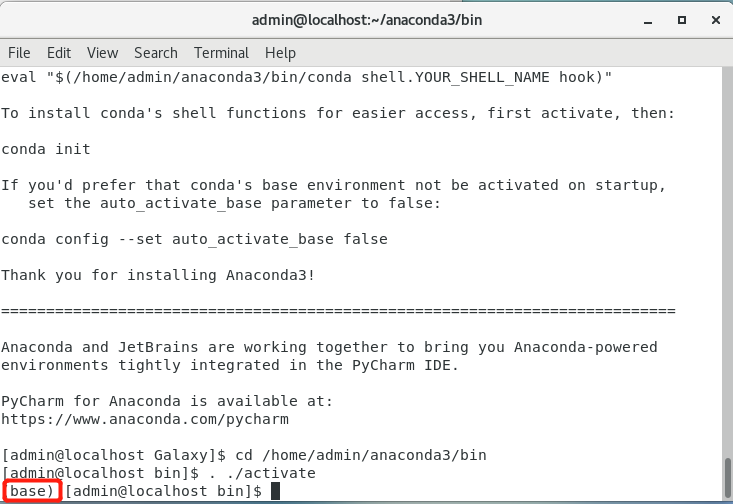 admin@localhost:~/anaconda3/bin
File Edit View Search Terminal Help
eval "$(/home/admin/anaconda3/bin/conda shell.YOUR_SHELL_NAME hook)"
To install conda's shell functions for easier access, first activate, then:
conda init
If you'd prefer that conda's base environment not be activated on startup,
set the auto_activate_base parameter to false:
conda config --set auto_activate_base false
Thank you for installing Anaconda3!
===========================================================================
Anaconda and JetBrains are working together to bring you Anaconda-powered
environments tightly integrated in the PyCharm IDE.
PyCharm for Anaconda is available at:
https://www.anaconda.com/pycharm
[admin@localhost Galaxy]$ cd /home/admin/anaconda3/bin
[admin@localhost bin]$ . ./activate
(base) [admin@localhost bin]$